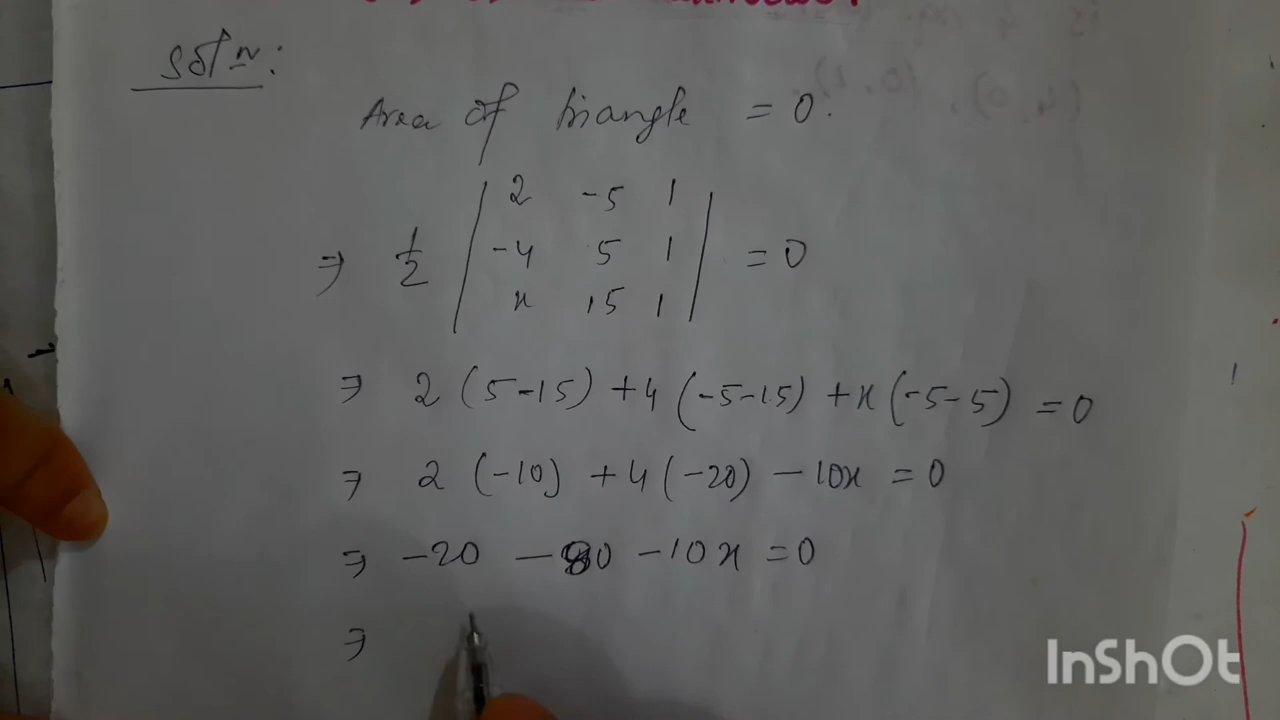 Soln:
Area of triangle = 0.
⇒ 1/2 | 2 -5 1 |
| -4 5 1 | = 0
| x 15 1 |
⇒ 2 (5-15) +4 (-5-15) +x (-5-5) = 0
⇒ 2 (-10) +4 (-20) -10x = 0
⇒ -20 -80 -10x = 0
⇒
InShOt